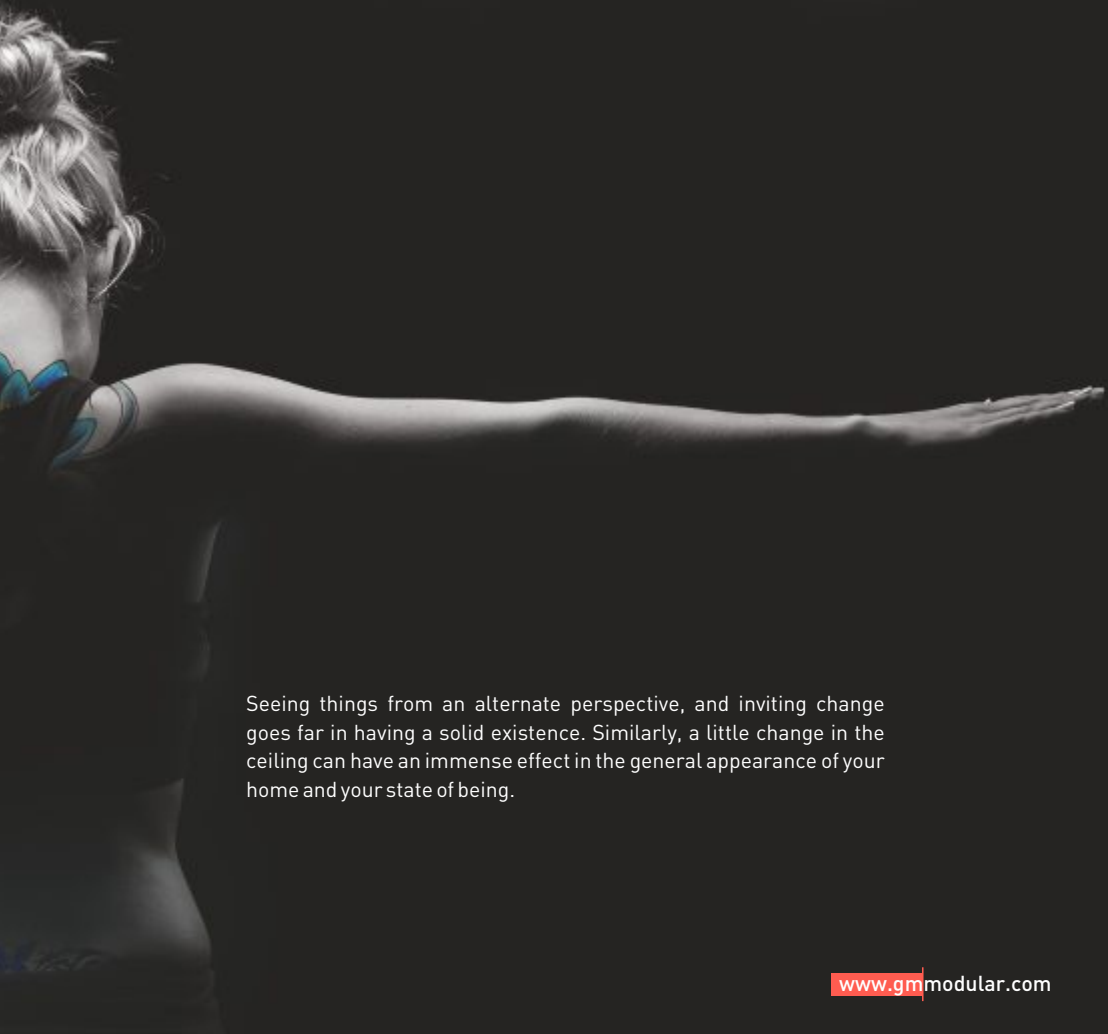 Seeing things from an alternate perspective, and inviting change
goes far in having a solid existence. Similarly, a little change in the
ceiling can have an immense effect in the general appearance of your
home and your state of being.
www.gmmodular.com